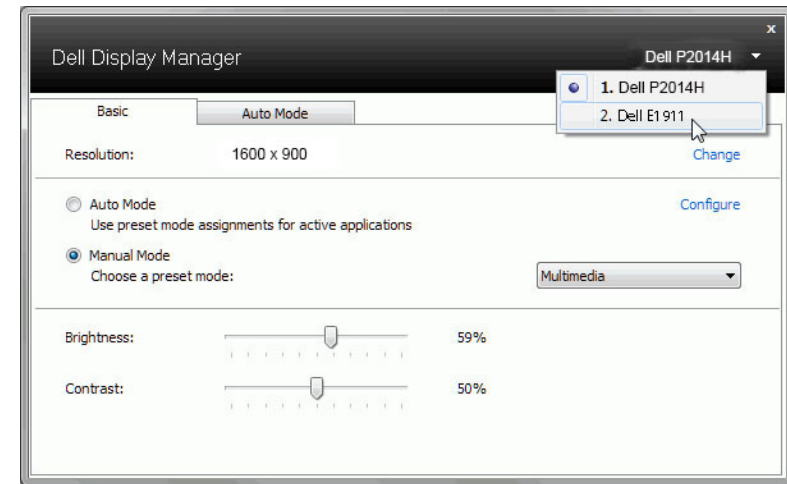 x
Dell Display Manager
Dell P2014H
1. Dell P2014H
2. Dell E1911
Basic
Auto Mode
Resolution:
1600 x 900
Change
Auto Mode
Configure
Use preset mode assignments for active applications
Manual Mode
Choose a preset mode:
Multimedia
Brightness:
59%
Contrast:
50%